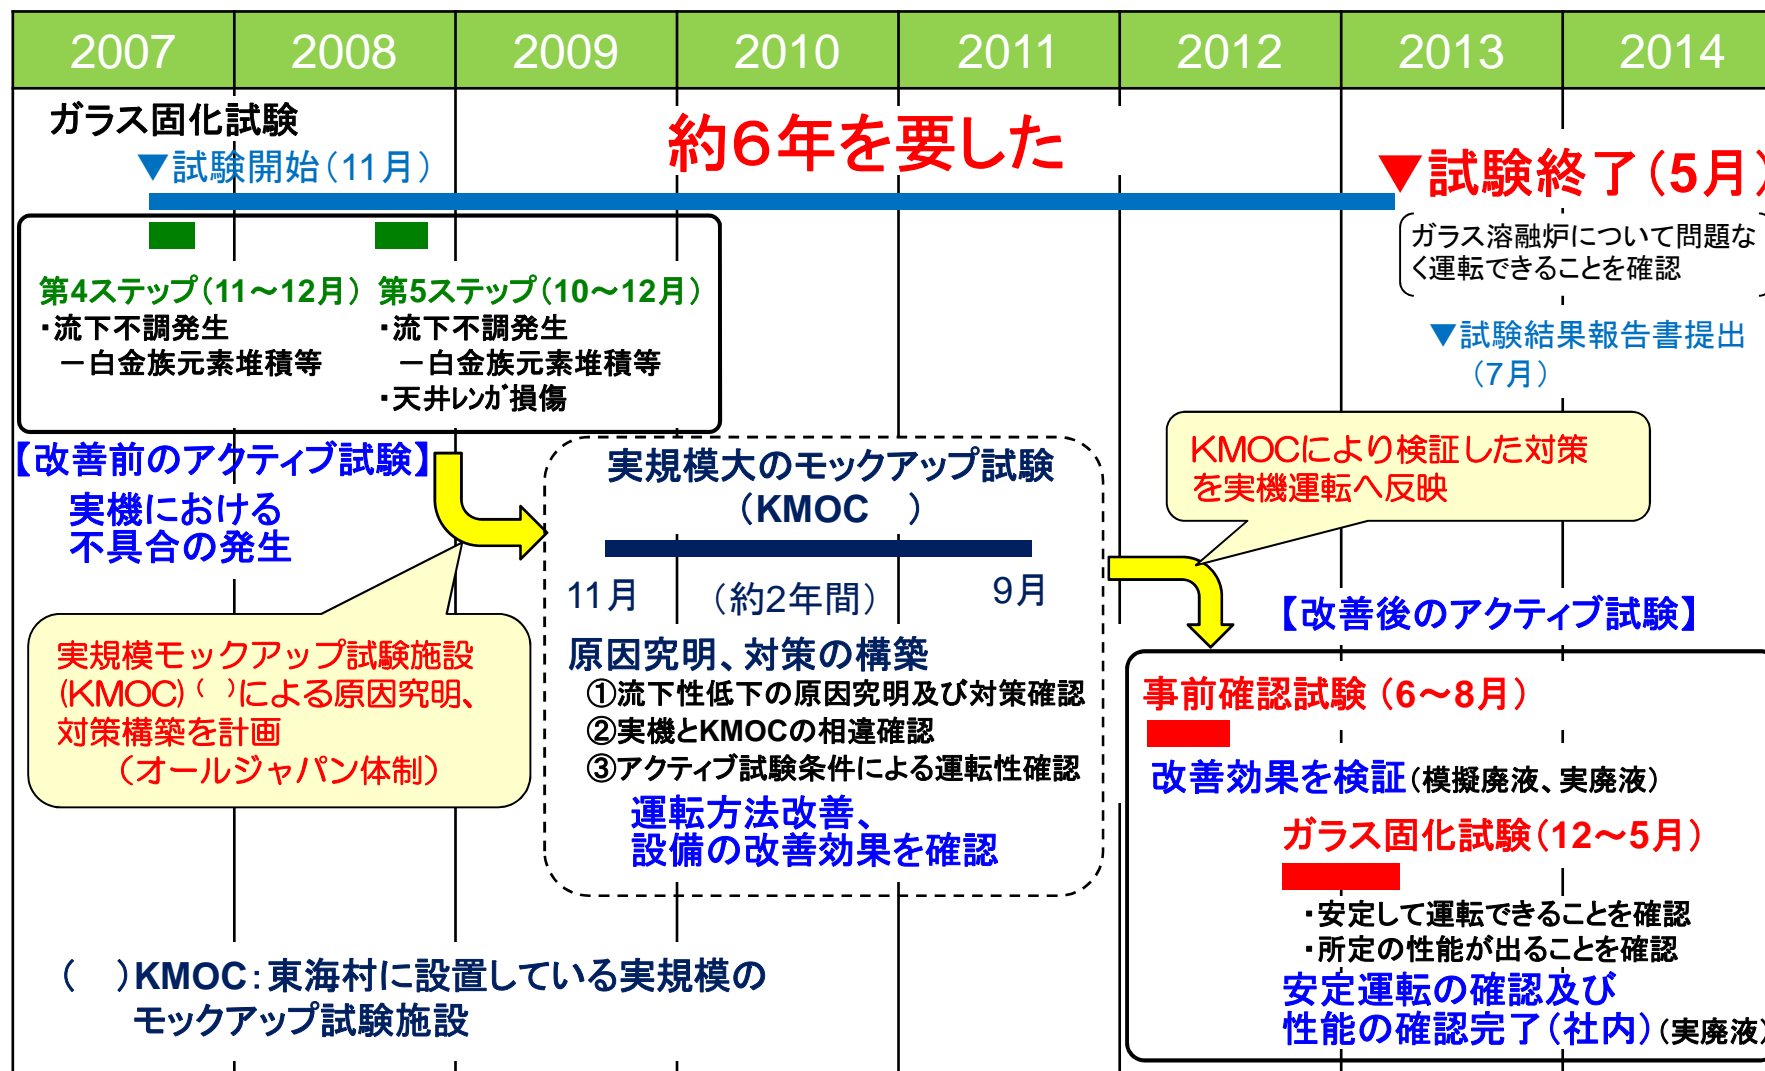 2007 2008 2009 2010 2011 2012 2013 2014
ガラス固化試験
約6年を要した
▼試験開始(11月)
▼試験終了(5月)
ガラス溶融炉について問題な
く運転できることを確認
第4ステップ(11～12月)
・流下不調発生
－白金族元素堆積等
第5ステップ(10～12月)
・流下不調発生
－白金族元素堆積等
・天井レンガ損傷
▼試験結果報告書提出
(7月)
【改善前のアクティブ試験】
実機における
不具合の発生
実規模大のモックアップ試験
(KMOC )
11月 (約2年間) 9月
原因究明、対策の構築
①流下性低下の原因究明及び対策確認
②実機とKMOCの相違確認
③アクティブ試験条件による運転性確認
運転方法改善、
設備の改善効果を確認
KMOCにより検証した対策
を実機運転へ反映
実規模モックアップ試験施設
(KMOC)( )による原因究明、
対策構築を計画
(オールジャパン体制)
【改善後のアクティブ試験】
事前確認試験(6～8月)
改善効果を検証(模擬廃液、実廃液)
ガラス固化試験(12～5月)
・安定して運転できることを確認
・所定の性能が出ることを確認
安定運転の確認及び
性能の確認完了(社内)(実廃液)
( )KMOC:東海村に設置している実規模の
モックアップ試験施設